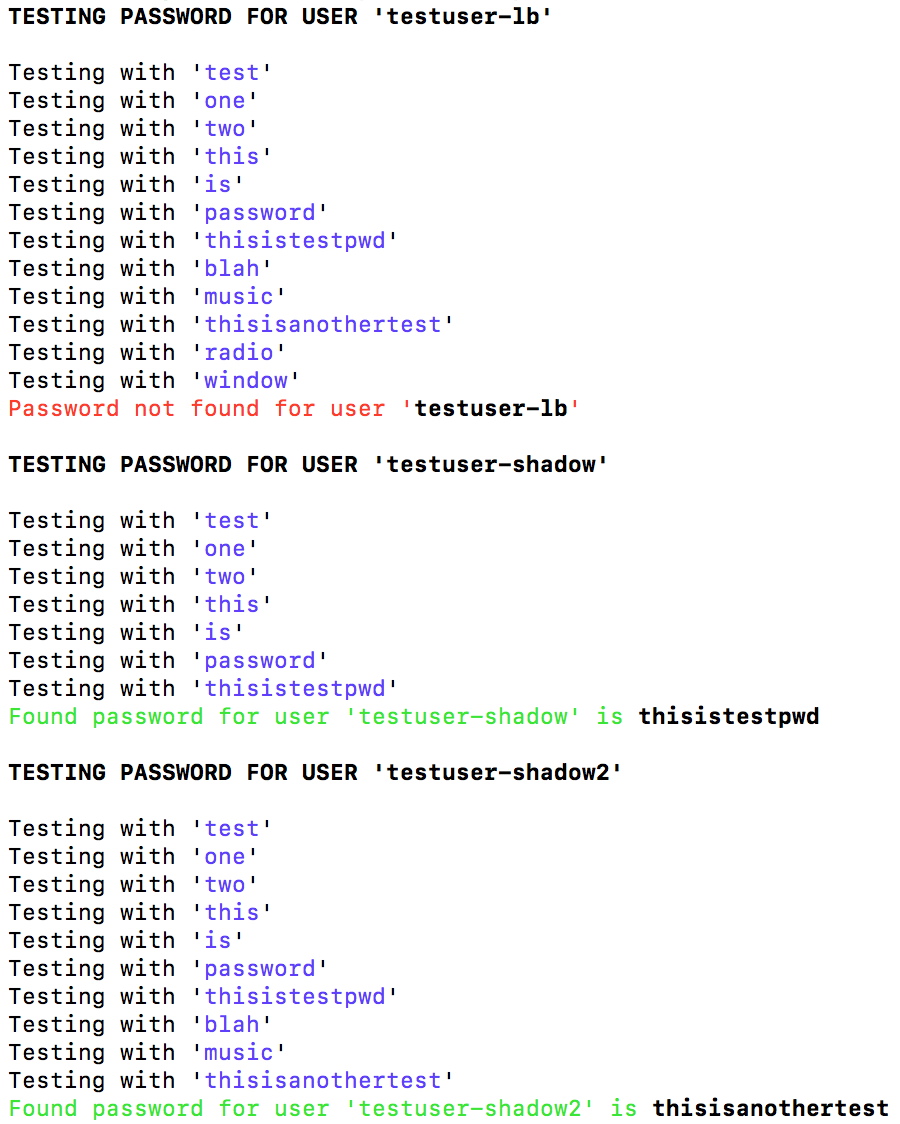 TESTING PASSWORD FOR USER 'testuser-lb'
Testing with 'test'
Testing with 'one'
Testing with 'two'
Testing with 'this'
Testing with 'is'
Testing with 'password'
Testing with 'thisistestpwd'
Testing with 'blah'
Testing with 'music'
Testing with 'thisisanothertest'
Testing with 'radio'
Testing with 'window'
Password not found for user 'testuser-lb'
TESTING PASSWORD FOR USER 'testuser-shadow'
Testing with 'test'
Testing with 'one'
Testing with 'two'
Testing with 'this'
Testing with 'is'
Testing with 'password'
Testing with 'thisistestpwd'
Found password for user 'testuser-shadow' is thisistestpwd
TESTING PASSWORD FOR USER 'testuser-shadow2'
Testing with 'test'
Testing with 'one'
Testing with 'two'
Testing with 'this'
Testing with 'is'
Testing with 'password'
Testing with 'thisistestpwd'
Testing with 'blah'
Testing with 'music'
Testing with 'thisisanothertest'
Found password for user 'testuser-shadow2' is thisisanothertest